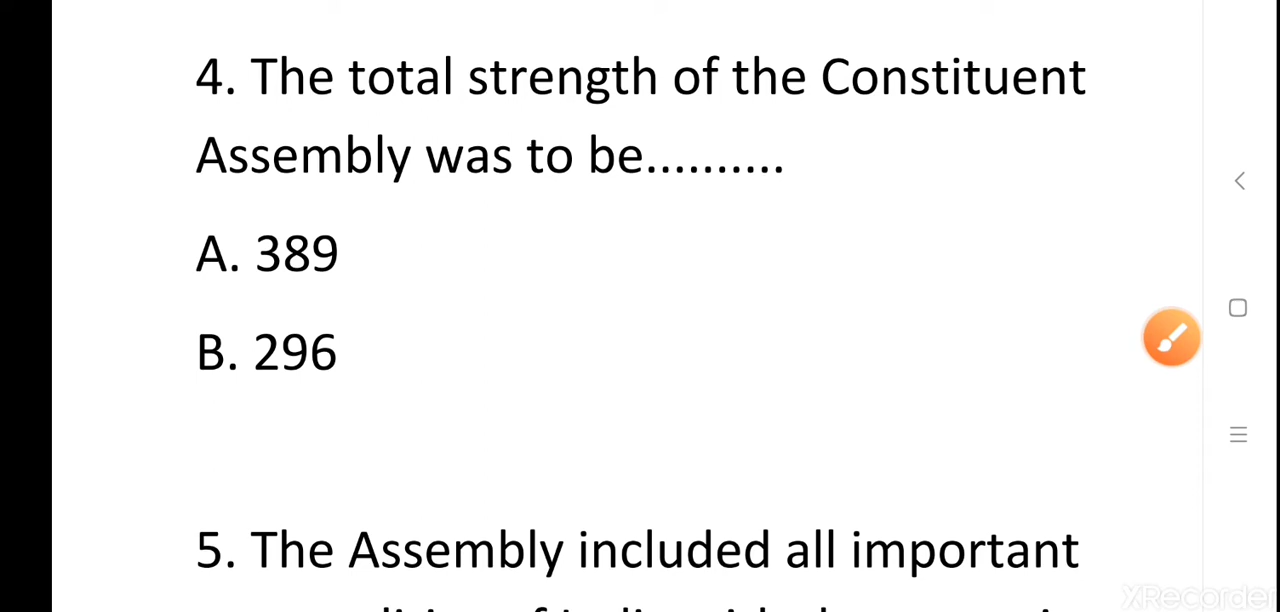 4. The total strength of the Constituent
Assembly was to be..........
A. 389
B. 296
5. The Assembly included all important
XRecorder